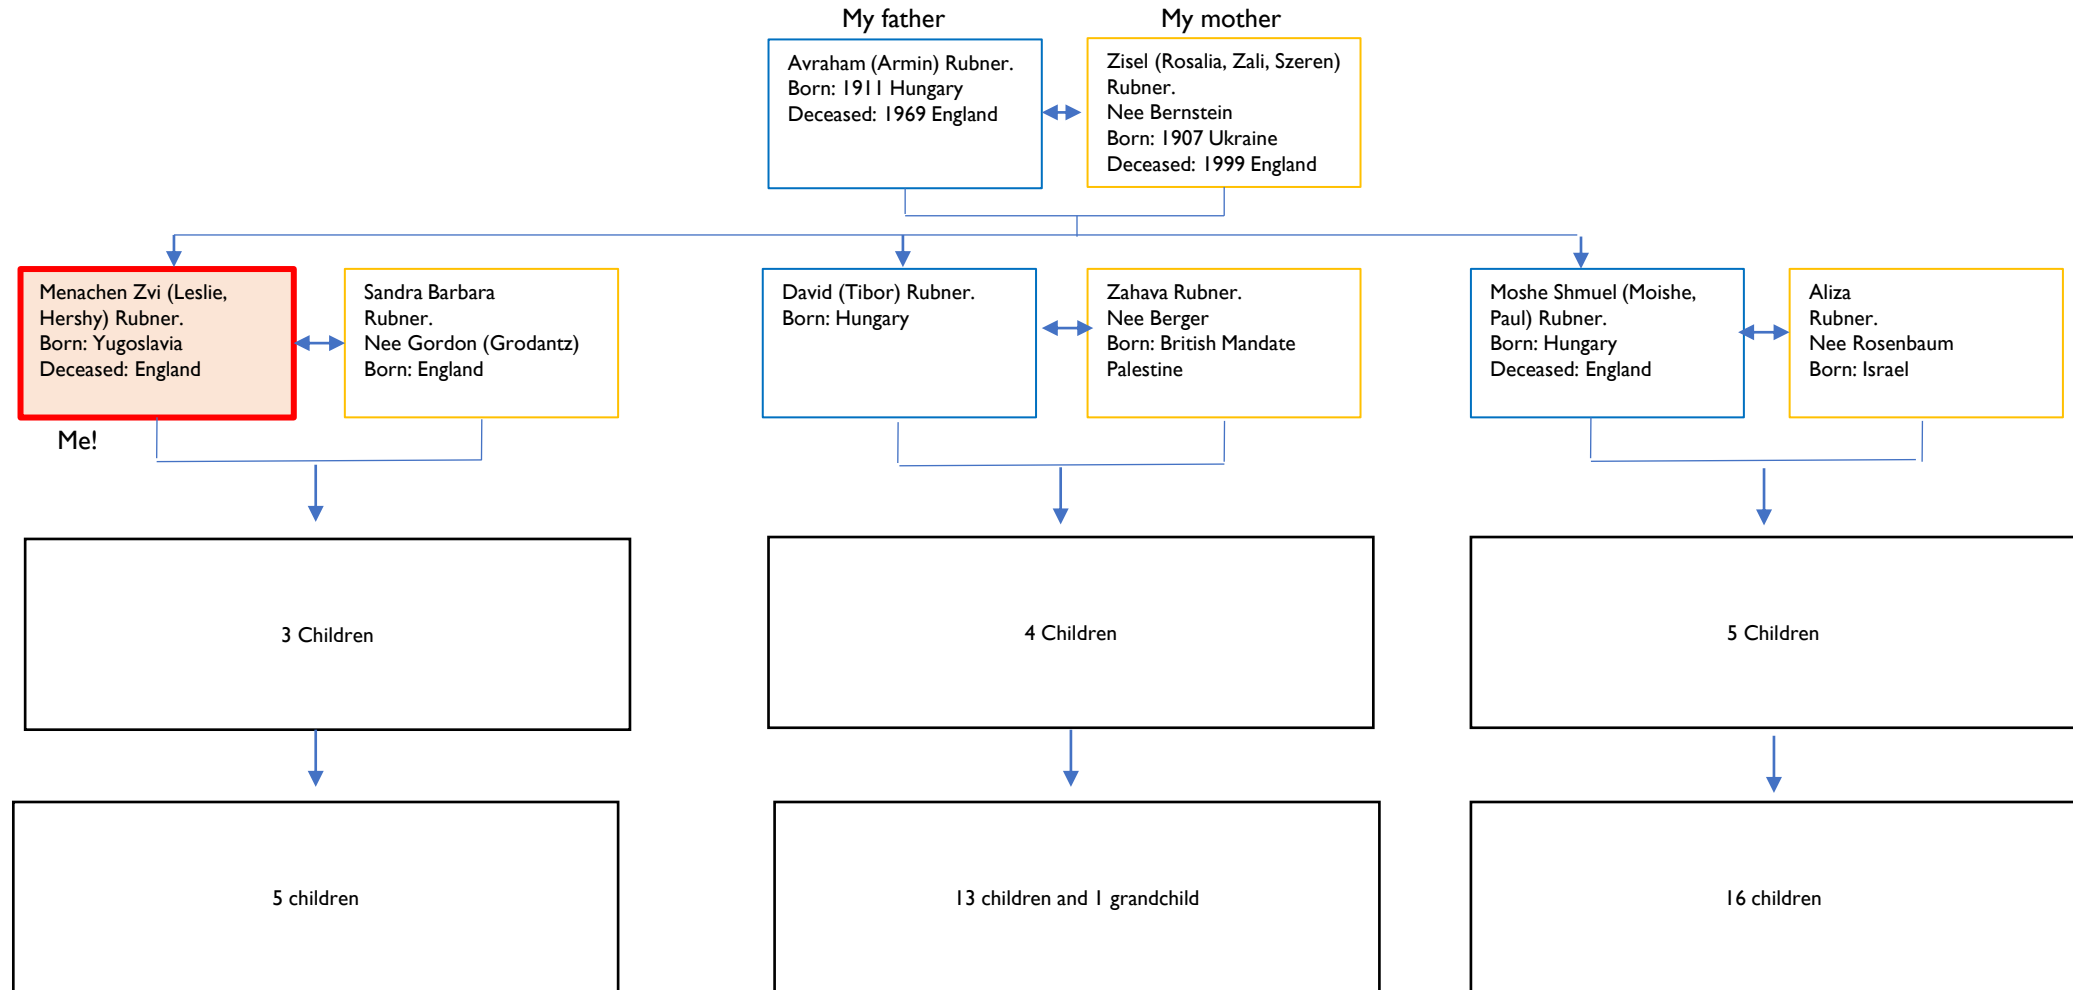 My father
My mother
Avraham (Armin) Rubner.
Born: 1911 Hungary
Deceased: 1969 England
Zisel (Rosalia, Zali, Szeren)
Rubner.
Nee Bernstein
Born: 1907 Ukraine
Deceased: 1999 England
Menachen Zvi (Leslie,
Hershy) Rubner.
Born: Yugoslavia
Deceased: England
Me!
Sandra Barbara
Rubner.
Nee Gordon (Grodantz)
Born: England
David (Tibor) Rubner.
Born: Hungary
Zahava Rubner.
Nee Berger
Born: British Mandate
Palestine
Moshe Shmuel (Moishe,
Paul) Rubner.
Born: Hungary
Deceased: England
Aliza
Rubner.
Nee Rosenbaum
Born: Israel
3 Children
4 Children
5 Children
5 children
13 children and 1 grandchild
16 children